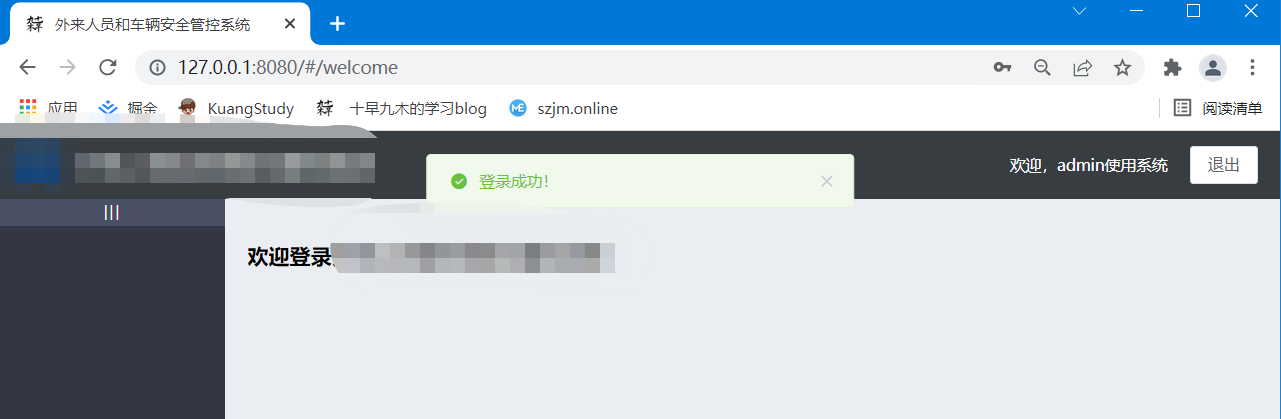 外来人员和车辆安全管控系统
127.0.0.1:8080/#/welcome
应用 掘金 KuangStudy 十早九木的学习blog ME szjm.online 阅读清单
登录成功!
欢迎，admin使用系统 退出
|||
欢迎登录